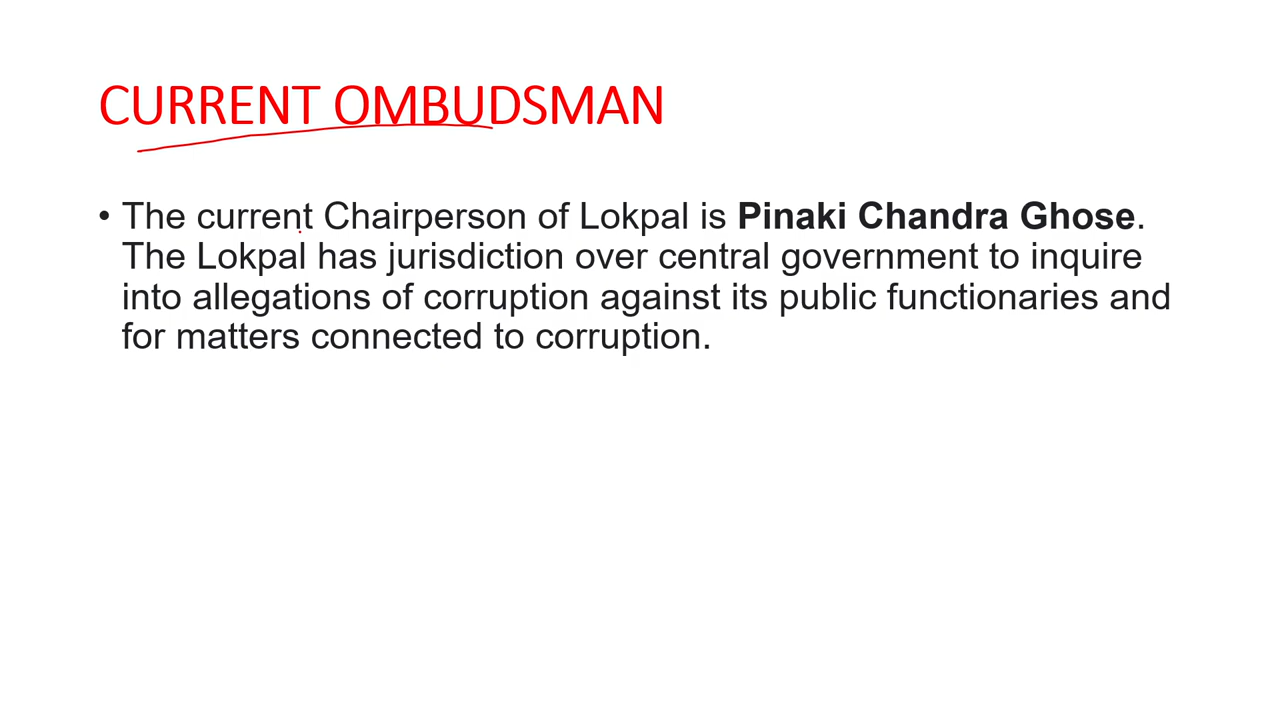 CURRENT OMBUDSMAN
• The current Chairperson of Lokpal is Pinaki Chandra Ghose.
The Lokpal has jurisdiction over central government to inquire
into allegations of corruption against its public functionaries and
for matters connected to corruption.